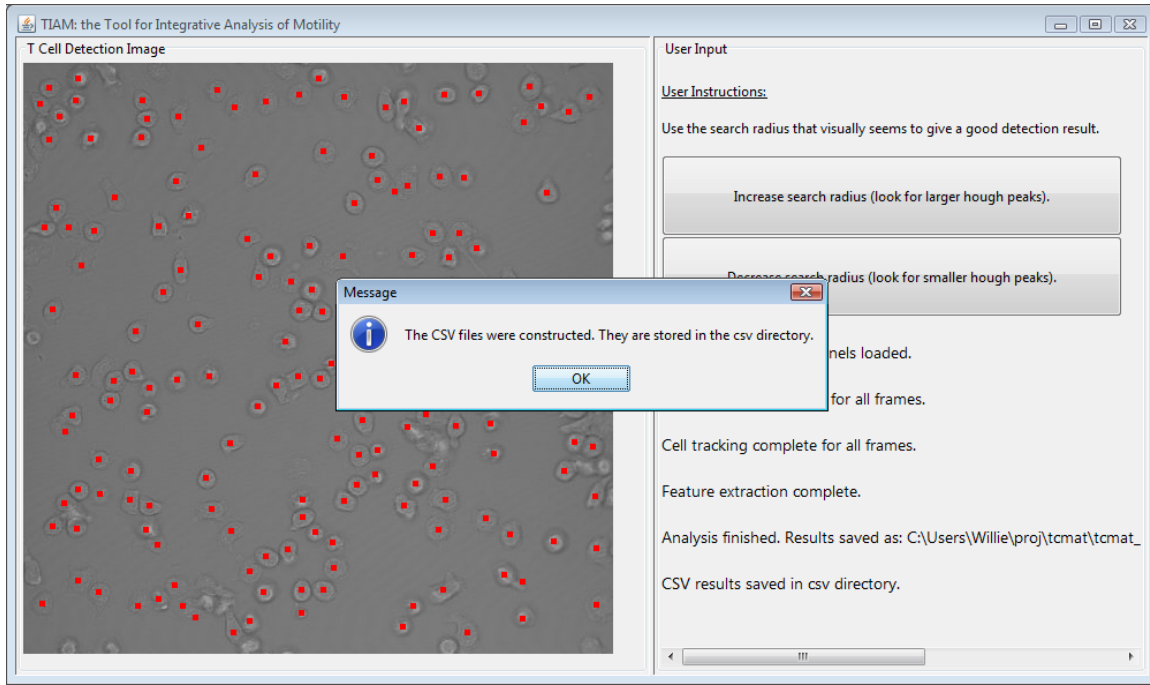 TIAM: the Tool for Integrative Analysis of Motility
T Cell Detection Image
User Input
User Instructions:
Use the search radius that visually seems to give a good detection result.
Increase search radius (look for larger hough peaks).
Decrease search radius (look for smaller hough peaks).
Message
The CSV files were constructed. They are stored in the csv directory.
OK
loaded.
for all frames.
Cell tracking complete for all frames.
Feature extraction complete.
Analysis finished. Results saved as: C:\Users\Willie\proj\tcmat\tcmat_
CSV results saved in csv directory.